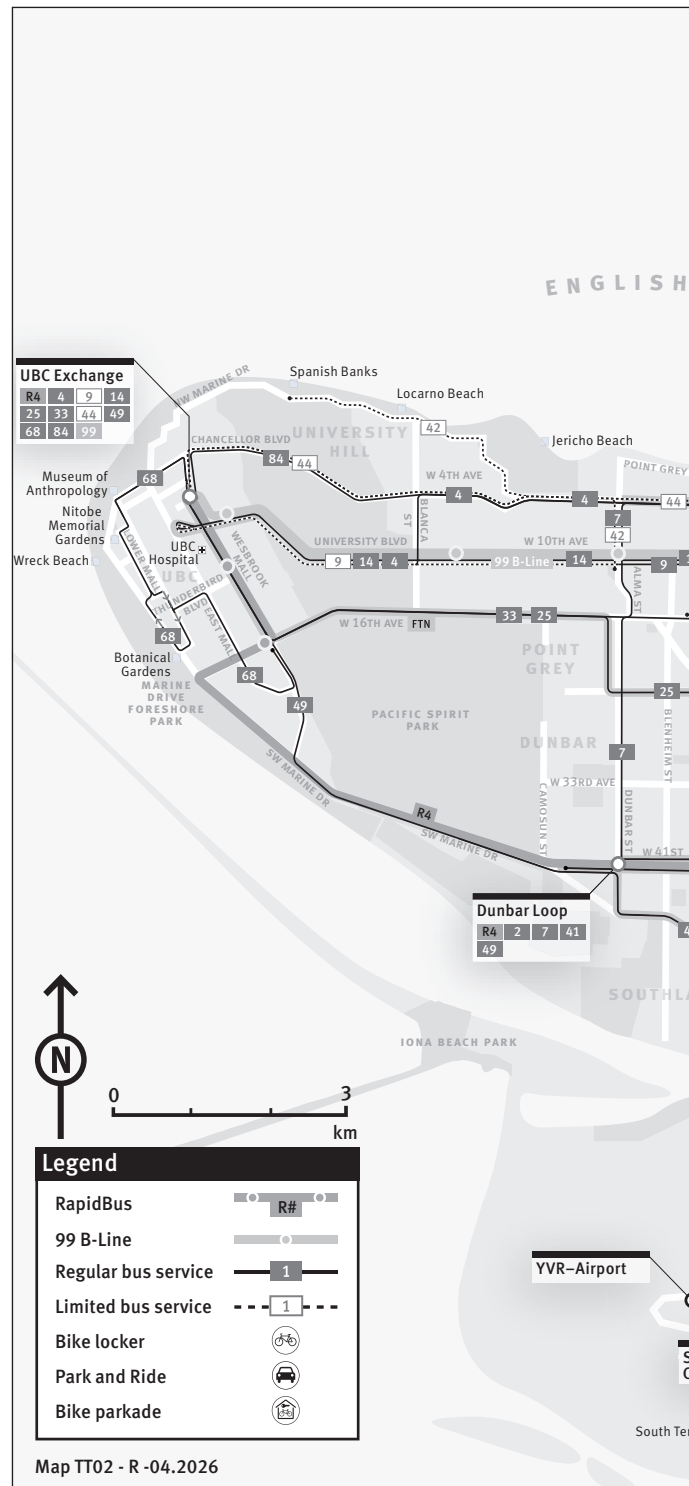 ENGLISH
UBC Exchange
R4 4 9 14
25 33 44 49
68 84 99
NW MARINE DR
Spanish Banks
Locarno Beach
42
Jericho Beach
CHANCELLOR BLVD
UNIVERSITY
HILL
84
44
W 4TH AVE
4
4
POINT GREY
44
68
Museum of
Anthropology
Nitobe
Memorial
Gardens
Wreck Beach
LOWER MALL
UBC
Hospital
UBC
WESBROOK
MALL
THUNDERBIRD
BLVD
EAST MALL
UNIVERSITY BLVD
BLANCA
ST
W 10TH AVE
7
42
9 14 4
99 B-Line
14
9
ALMA ST
W 16TH AVE
FTN
33 25
68
Botanical
Gardens
MARINE
DRIVE
FORESHORE
PARK
68
49
POINT
GREY
25
PACIFIC SPIRIT
PARK
BLENHEIM ST
DUNBAR
7
SW MARINE DR
CAMOSUN ST
W 33RD AVE
DUNBAR ST
R4
SW MARINE DR
W 41ST
Dunbar Loop
R4 2 7 41
49
IONA BEACH PARK
N
0 3
km
Legend
RapidBus R#
99 B-Line
Regular bus service 1
Limited bus service 1
Bike locker
Park and Ride
Bike parkade
YVR–Airport
Map TT02 - R -04.2026